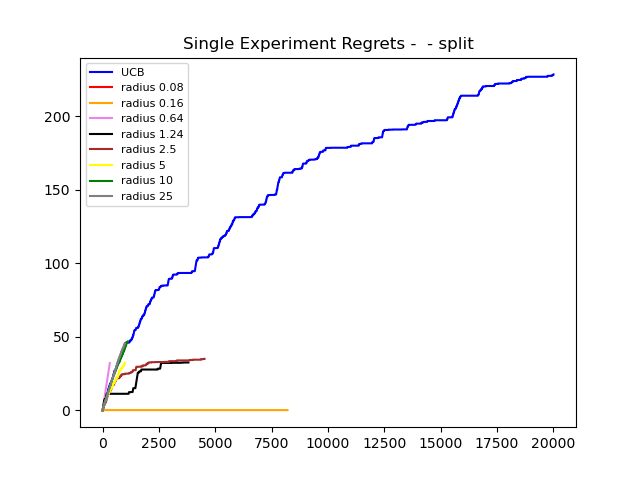 Single Experiment Regrets -  - split
UCB
radius 0.08
radius 0.16
radius 0.64
radius 1.24
radius 2.5
radius 5
radius 10
radius 25
200
150
100
50
0
0 2500 5000 7500 10000 12500 15000 17500 20000